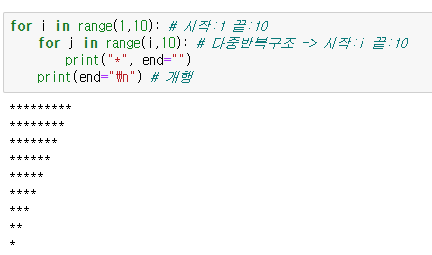 for i in range(1,10): # 시작:1 끝:10
    for j in range(i,10): # 다중반복구조 -> 시작:i 끝:10
        print("*", end="")
    print(end="₩n") # 개행
*********
********
*******
******
*****
****
***
**
*